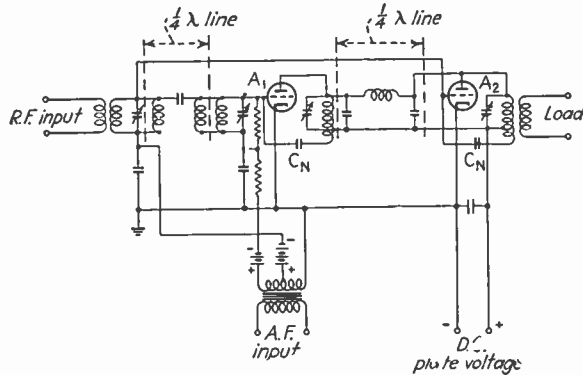 1/4 λ line
1/4 λ line
A1
A2
R.F. input
Load
CN
CN
-
-
+
+
A.F.
input
-
+
D.C.
plate voltage